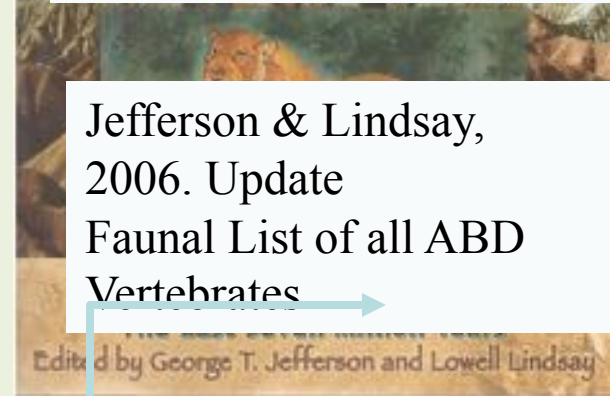 Jefferson & Lindsay,
2006. Update
Faunal List of all ABD
Vertebrates
Edited by George T. Jefferson and Lowell Lindsay